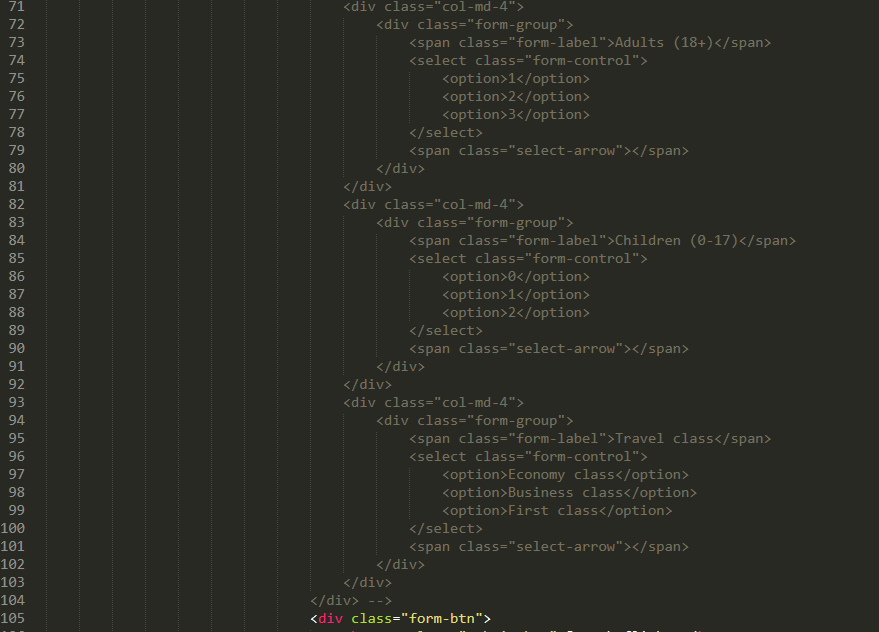 71 <div class="col-md-4">
72 <div class="form-group">
73 <span class="form-label">Adults (18+)</span>
74 <select class="form-control">
75 <option>1</option>
76 <option>2</option>
77 <option>3</option>
78 </select>
79 <span class="select-arrow"></span>
80 </div>
81 </div>
82 <div class="col-md-4">
83 <div class="form-group">
84 <span class="form-label">Children (0-17)</span>
85 <select class="form-control">
86 <option>0</option>
87 <option>1</option>
88 <option>2</option>
89 </select>
90 <span class="select-arrow"></span>
91 </div>
92 </div>
93 <div class="col-md-4">
94 <div class="form-group">
95 <span class="form-label">Travel class</span>
96 <select class="form-control">
97 <option>Economy class</option>
98 <option>Business class</option>
99 <option>First class</option>
100 </select>
101 <span class="select-arrow"></span>
102 </div>
103 </div>
104 </div> -->
105 <div class="form-btn">